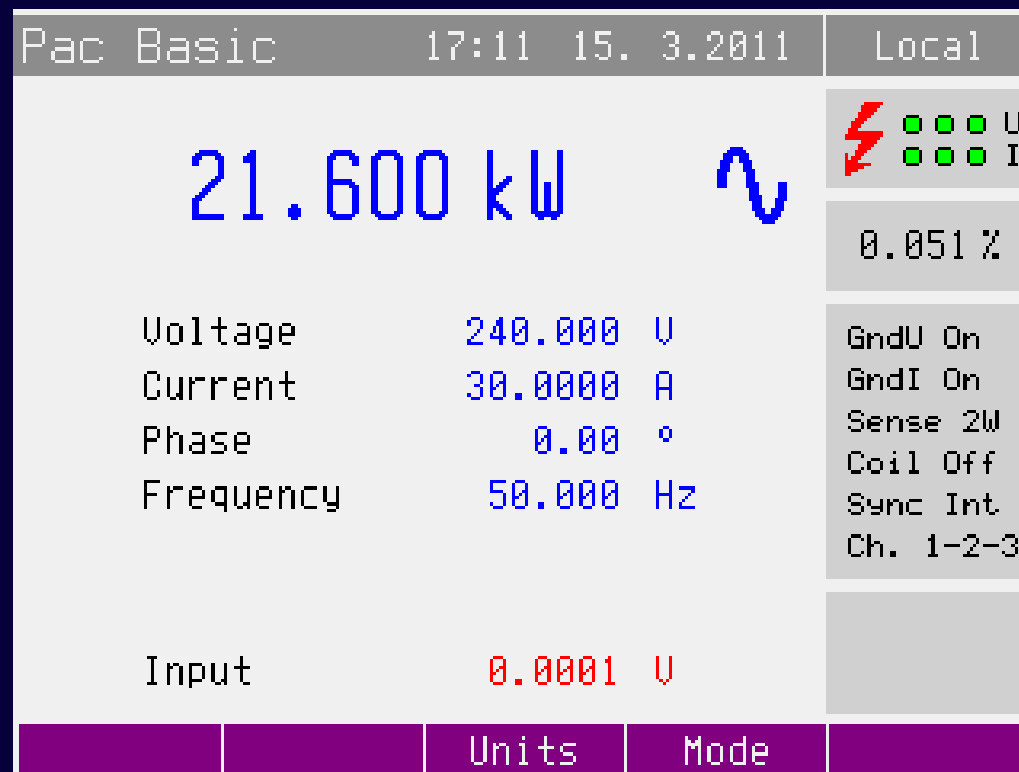 Pac Basic 17:11 15. 3.2011 Local
U
I
21.600 kW
0.051 %
Voltage 240.000 V
Current 30.0000 A
Phase 0.00 °
Frequency 50.000 Hz
GndU On
GndI On
Sense 2W
Coil Off
Sync Int
Ch. 1-2-3
Input 0.0001 V
Units Mode